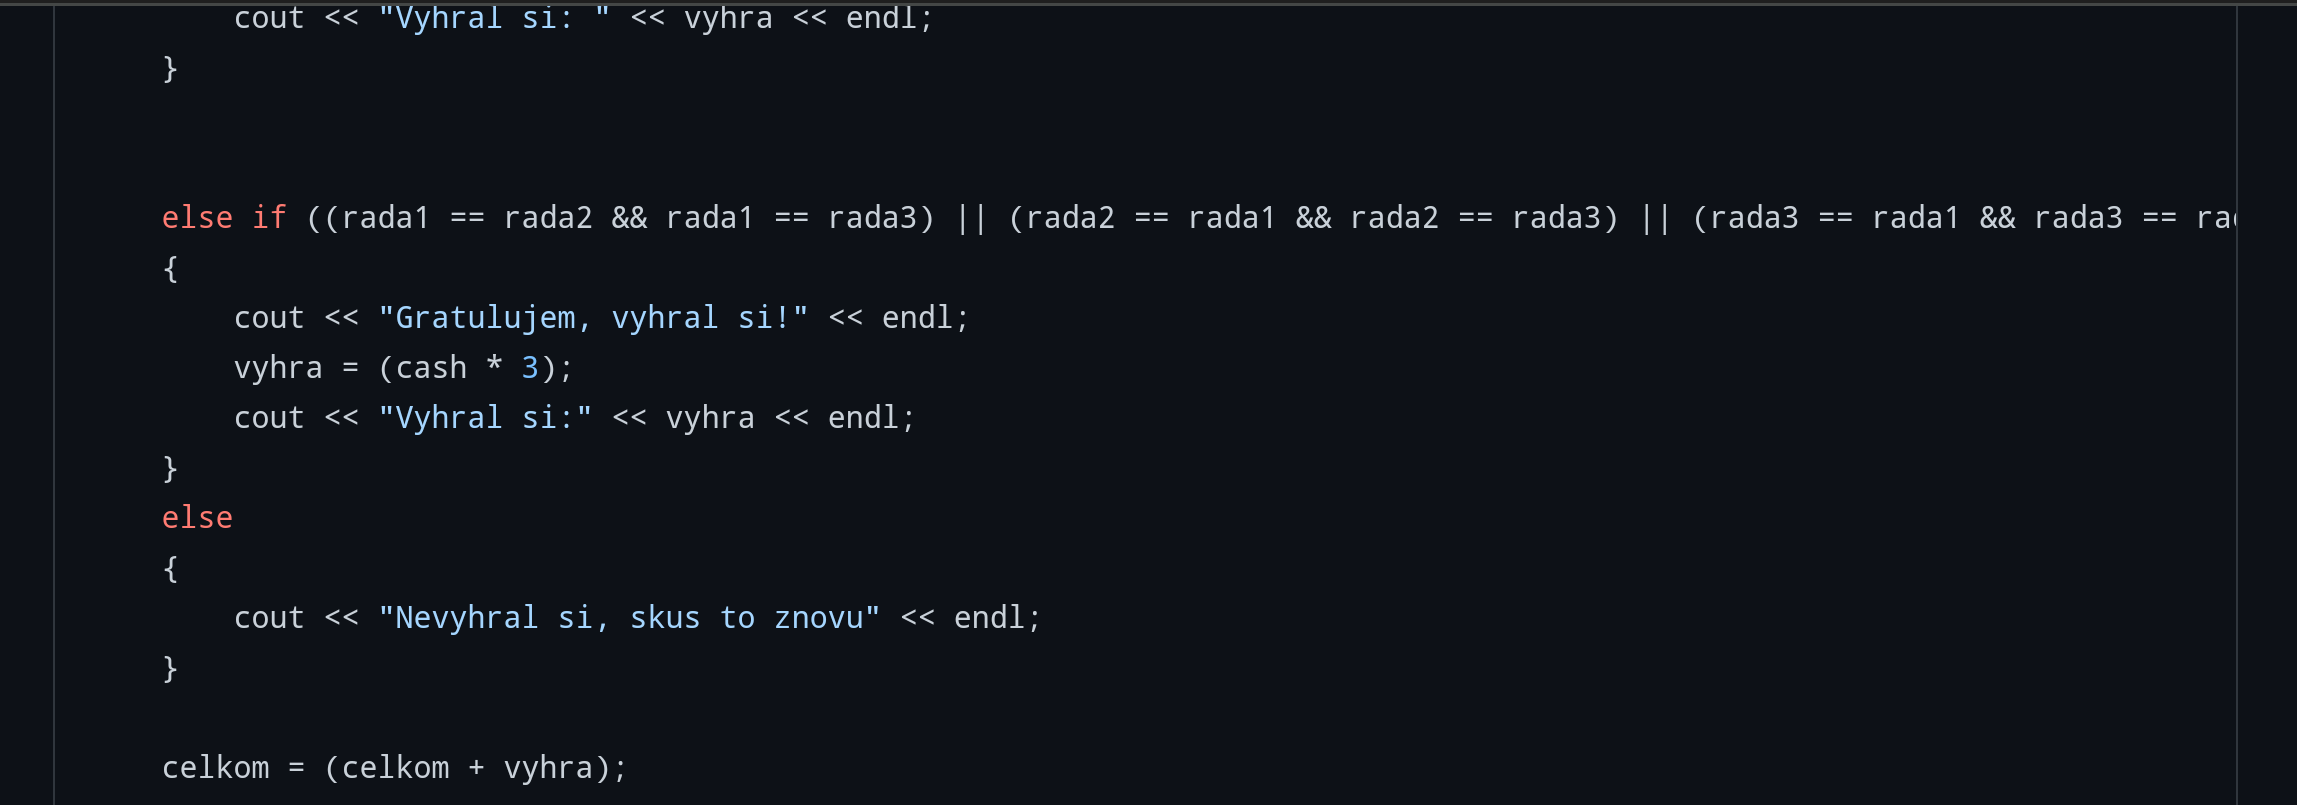 cout << "Vyhral si: " << vyhra << endl;
}
else if ((rada1 == rada2 && rada1 == rada3) || (rada2 == rada1 && rada2 == rada3) || (rada3 == rada1 && rada3 ==
{
cout << "Gratulujem, vyhral si!" << endl;
vyhra = (cash * 3);
cout << "Vyhral si:" << vyhra << endl;
}
else
{
cout << "Nevyhral si, skus to znovu" << endl;
}
celkom = (celkom + vyhra);